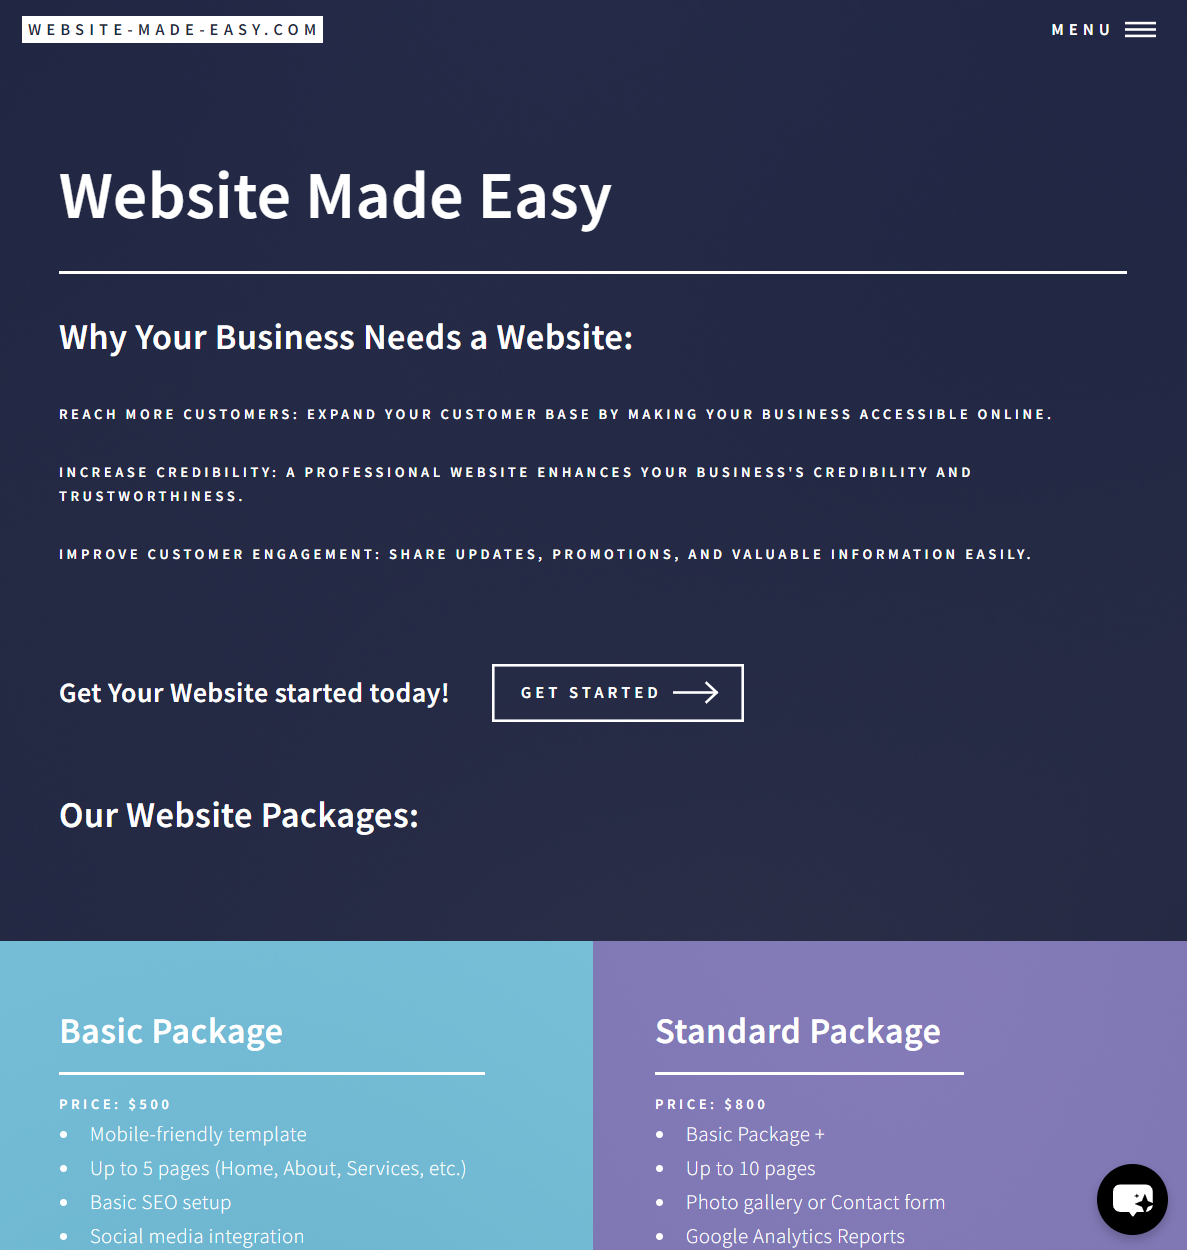 WEBSITE-MADE-EASY.COM
MENU
Website Made Easy
Why Your Business Needs a Website:
REACH MORE CUSTOMERS: EXPAND YOUR CUSTOMER BASE BY MAKING YOUR BUSINESS ACCESSIBLE ONLINE.
INCREASE CREDIBILITY: A PROFESSIONAL WEBSITE ENHANCES YOUR BUSINESS'S CREDIBILITY AND
TRUSTWORTHINESS.
IMPROVE CUSTOMER ENGAGEMENT: SHARE UPDATES, PROMOTIONS, AND VALUABLE INFORMATION EASILY.
Get Your Website started today!
GET STARTED
Our Website Packages:
Basic Package
PRICE: $500
• Mobile-friendly template
• Up to 5 pages (Home, About, Services, etc.)
• Basic SEO setup
• Social media integration
Standard Package
PRICE: $800
• Basic Package +
• Up to 10 pages
• Photo gallery or Contact form
• Google Analytics Reports